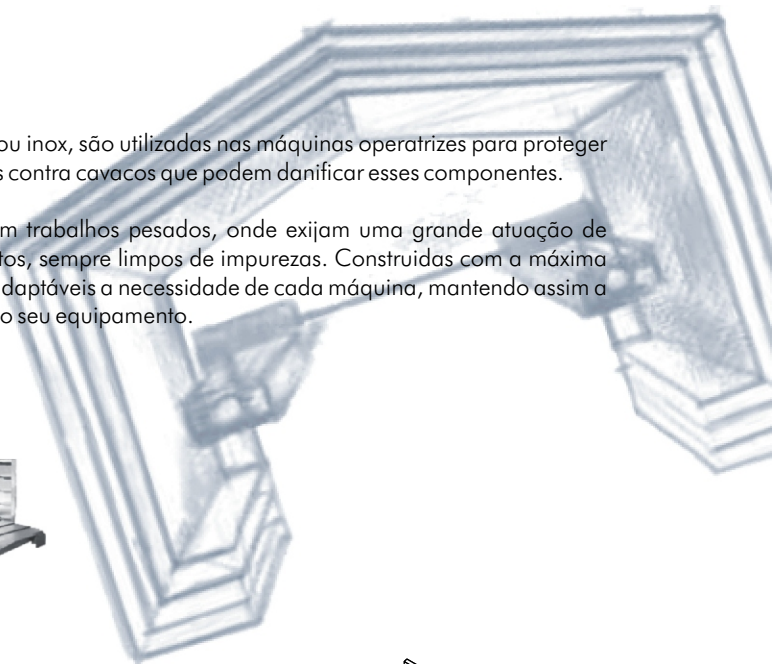 ou inox, são utilizadas nas máquinas operatrizes para proteger
s contra cavacos que podem danificar esses componentes.
m trabalhos pesados, onde exijam uma grande atuação de
tos, sempre limpos de impurezas. Construidas com a máxima
daptáveis a necessidade de cada máquina, mantendo assim a
o seu equipamento.